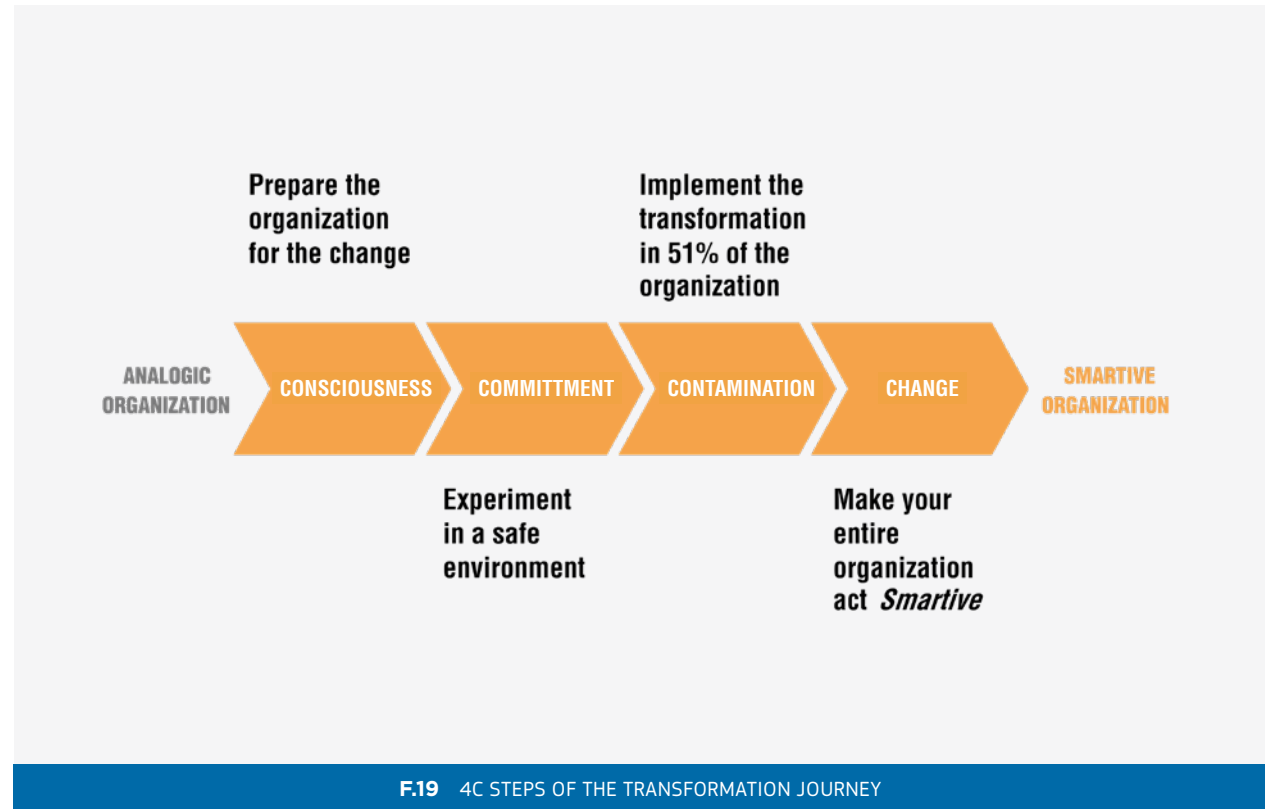 Prepare the
organization
for the change
Implement the
transformation
in 51% of the
organization
ANALOGIC
ORGANIZATION
CONSCIOUSNESS
COMMITTMENT
CONTAMINATION
CHANGE
SMARTIVE
ORGANIZATION
Experiment
in a safe
environment
Make your
entire
organization
act Smartive
F.19 4C STEPS OF THE TRANSFORMATION JOURNEY